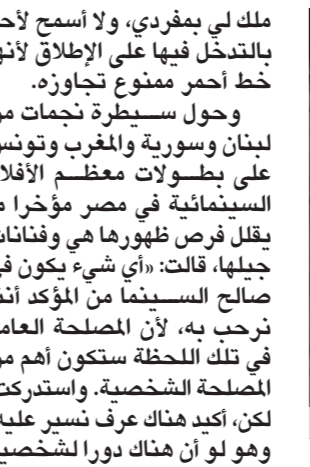 ملك لي بمفردي، ولا أسمح لأحد
بالتدخل فيها على الإطلاق لأنها
خط أحمر ممنوع تجاوزه.
وحول سيطرة نجمات من
لبنان وسورية والمغرب وتونس
على بطولات معظم الأفلام
السينمائية في مصر مؤخرا ما
يقلل فرص ظهورها هي وفنانات
جيلها، قالت: «أي شيء يكون في
صالح السينما من المؤكد أننا
نرحب به، لأن المصلحة العامة
في تلك اللحظة ستكون أهم من
المصلحة الشخصية. واستدركت:
لكن، أكيد هناك عرف نسير عليه،
وهو لو أن هناك دورا لشخصية